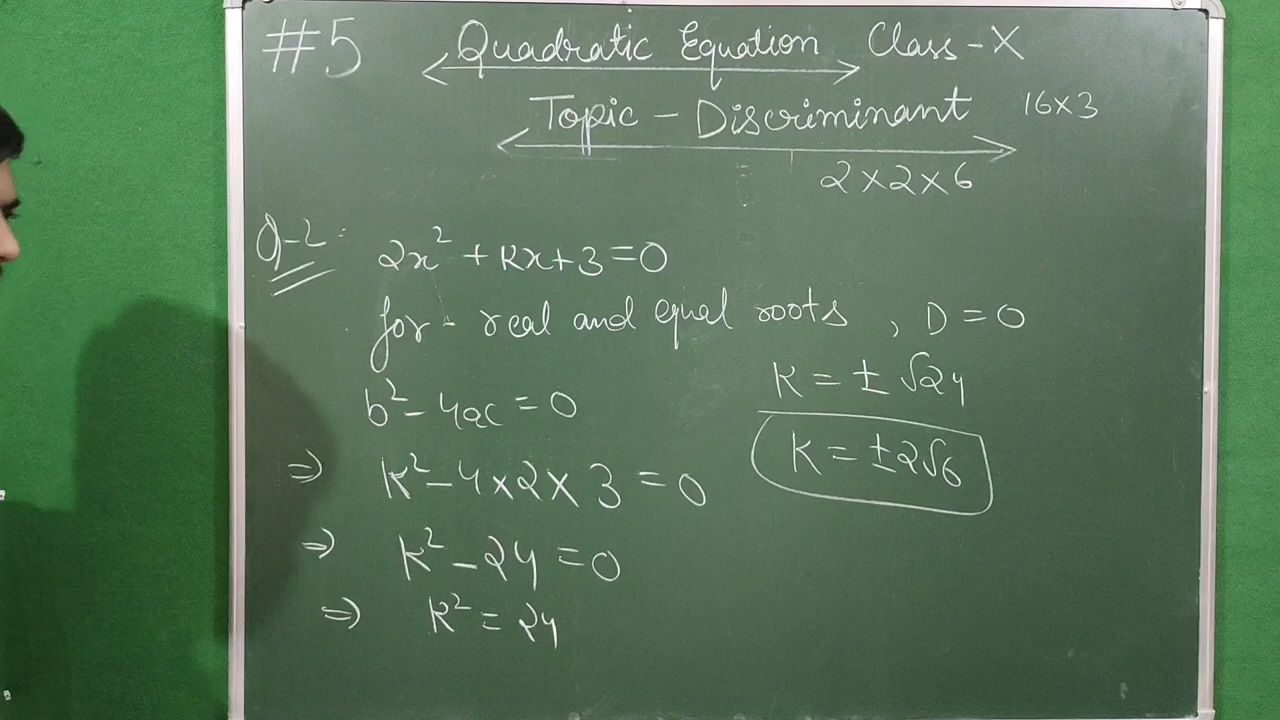 #5 Quadratic Equation Class-X
Topic - Discriminant 16×3
2×2×6
Q-2: 2x² + Kx + 3 = 0
for - real and equal roots , D = 0
b² - 4ac = 0
⇒ K² - 4×2×3 = 0
⇒ K² - 24 = 0
⇒ K² = 24
K = ± √24
K = ±2√6